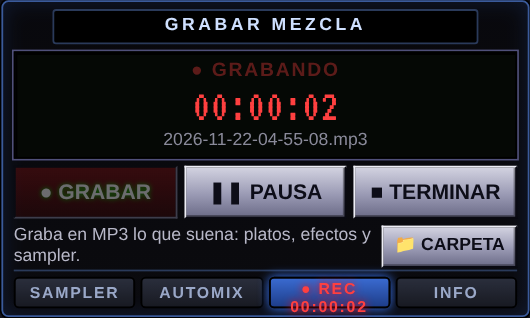 GRABAR MEZCLA
● GRABANDO
00:00:02
2026-11-22-04-55-08.mp3
● GRABAR
❚❚ PAUSA
■ TERMINAR
Graba en MP3 lo que suena: platos, efectos y
sampler.
📁 CARPETA
SAMPLER
AUTOMIX
● REC
00:00:02
INFO